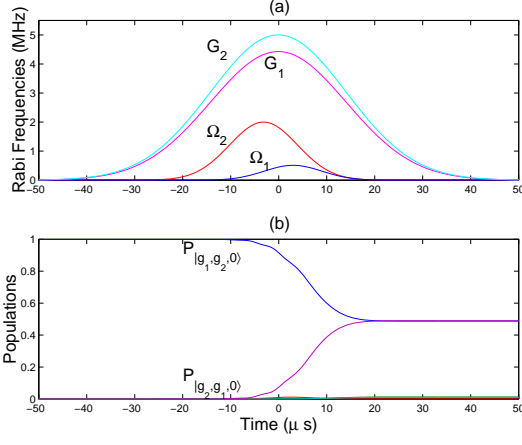 (a)
Rabi Frequencies (MHz)
5
4
3
2
1
0
G2
G1
Ω2
Ω1
−50 −40 −30 −20 −10 0 10 20 30 40 50
(b)
Populations
1
0.8
0.6
0.4
0.2
0
P|g1,g2,0⟩
P|g2,g1,0⟩
−50 −40 −30 −20 −10 0 10 20 30 40 50
Time (μ s)